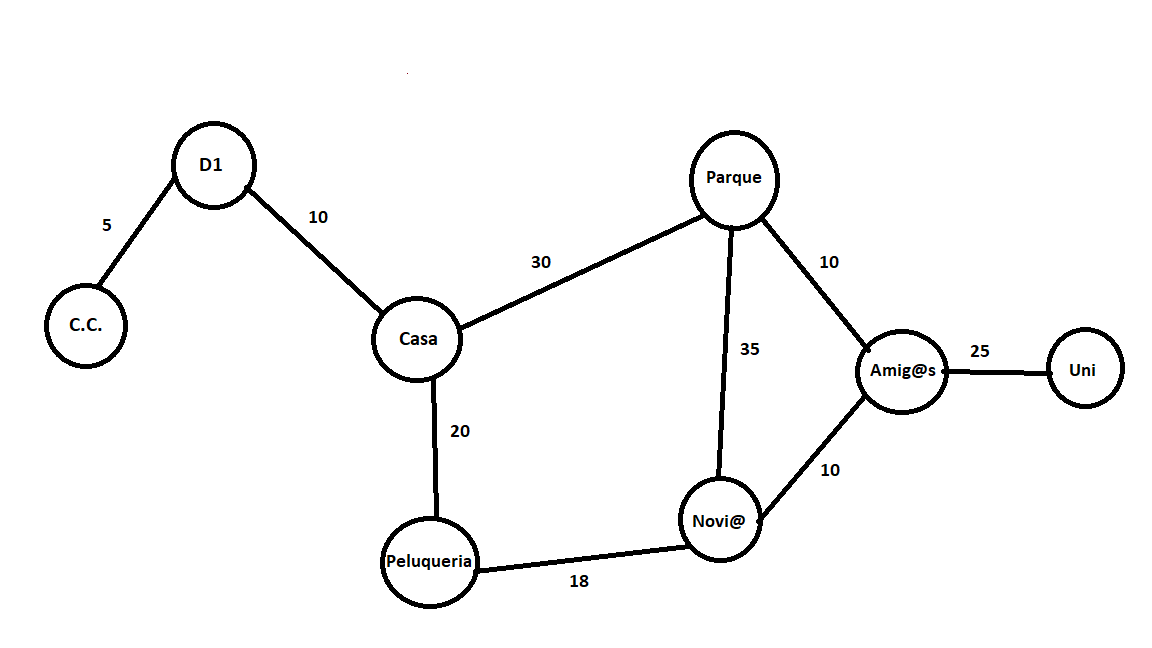 D1
Parque
5
10
30
10
C.C.
Casa
35
Amig@s
25
Uni
20
10
Novi@
Peluqueria
18